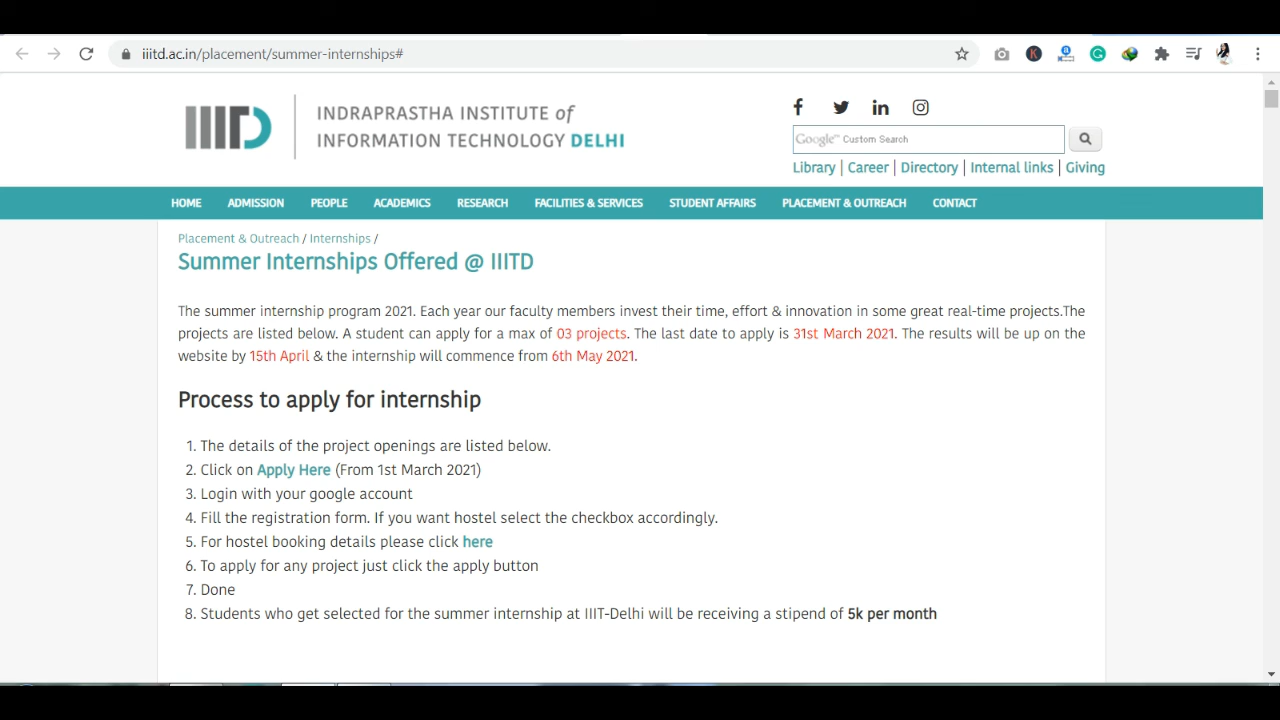 iiitd.ac.in/placement/summer-internships#
IIITD
INDRAPRASTHA INSTITUTE of
INFORMATION TECHNOLOGY DELHI
Google™ Custom Search
Library | Career | Directory | Internal links | Giving
HOME ADMISSION PEOPLE ACADEMICS RESEARCH FACILITIES & SERVICES STUDENT AFFAIRS PLACEMENT & OUTREACH CONTACT
Placement & Outreach / Internships /
Summer Internships Offered @ IIITD
The summer internship program 2021. Each year our faculty members invest their time, effort & innovation in some great real-time projects.The
projects are listed below. A student can apply for a max of 03 projects. The last date to apply is 31st March 2021. The results will be up on the
website by 15th April & the internship will commence from 6th May 2021.
Process to apply for internship
1. The details of the project openings are listed below.
2. Click on Apply Here (From 1st March 2021)
3. Login with your google account
4. Fill the registration form. If you want hostel select the checkbox accordingly.
5. For hostel booking details please click here
6. To apply for any project just click the apply button
7. Done
8. Students who get selected for the summer internship at IIIT-Delhi will be receiving a stipend of 5k per month